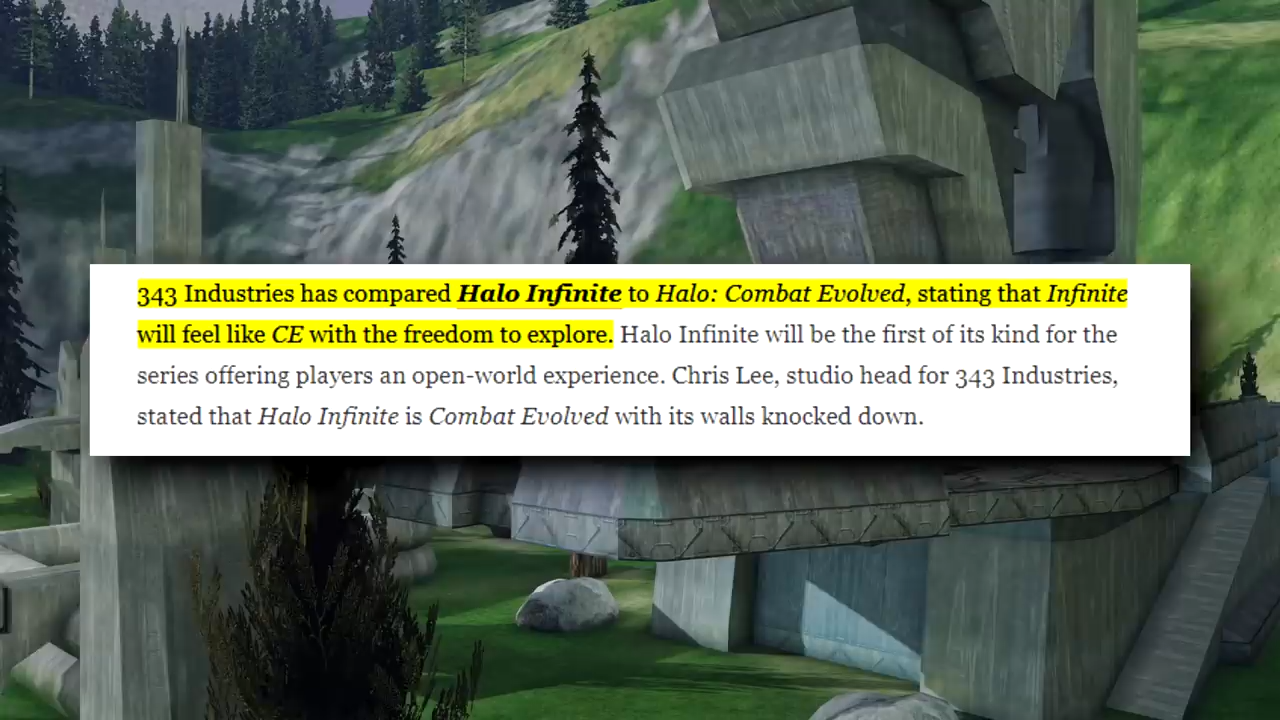 343 Industries has compared Halo Infinite to Halo: Combat Evolved, stating that Infinite
will feel like CE with the freedom to explore. Halo Infinite will be the first of its kind for the
series offering players an open-world experience. Chris Lee, studio head for 343 Industries,
stated that Halo Infinite is Combat Evolved with its walls knocked down.